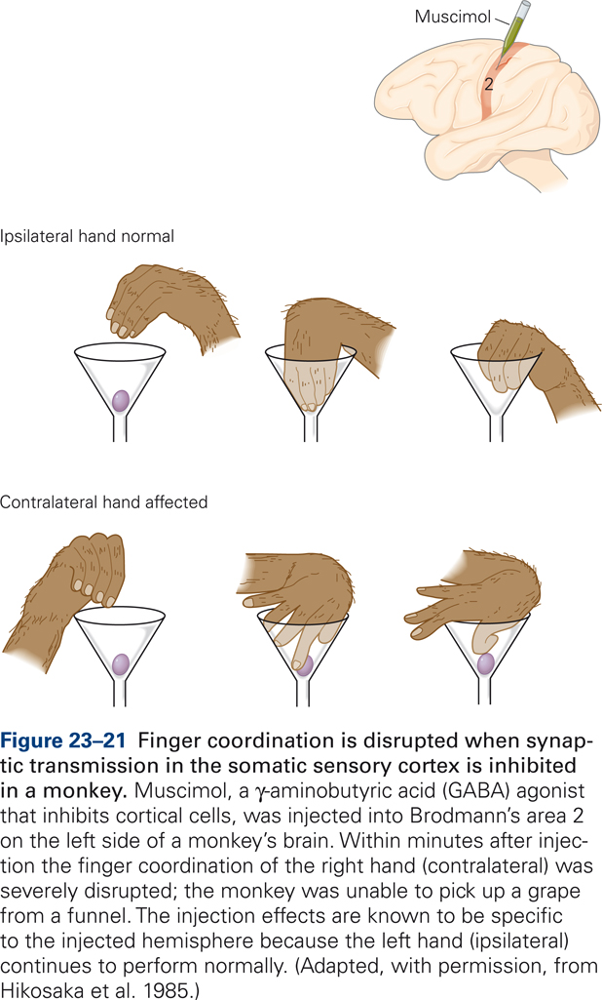 Muscimol
2
Ipsilateral hand normal
Contralateral hand affected
Figure 23–21 Finger coordination is disrupted when synap-
tic transmission in the somatic sensory cortex is inhibited
in a monkey. Muscimol, a γ-aminobutyric acid (GABA) agonist
that inhibits cortical cells, was injected into Brodmann's area 2
on the left side of a monkey's brain. Within minutes after injec-
tion the finger coordination of the right hand (contralateral) was
severely disrupted; the monkey was unable to pick up a grape
from a funnel. The injection effects are known to be specific
to the injected hemisphere because the left hand (ipsilateral)
continues to perform normally. (Adapted, with permission, from
Hikosaka et al. 1985.)